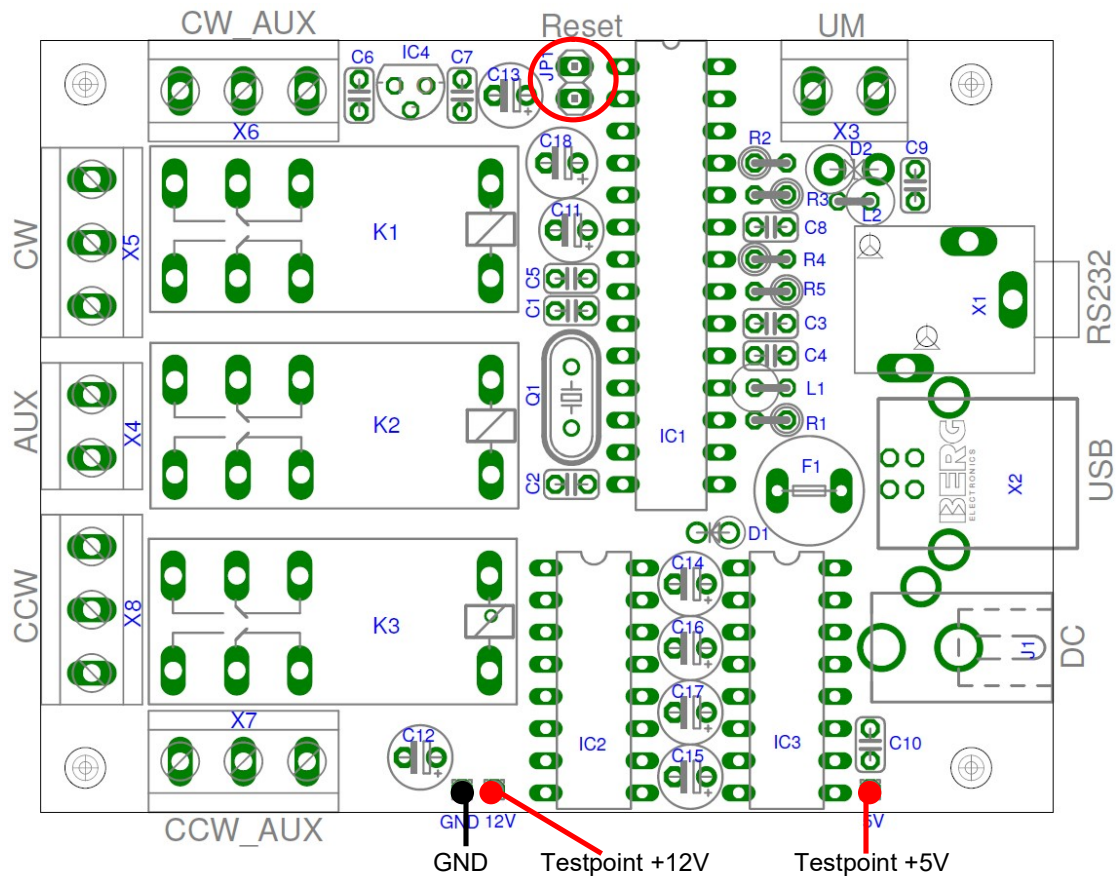 CW_AUX
Reset
UM
C6
IC4
C7
C13
JP1
X6
X3
C18
R2
D2
C9
R3
L2
CW
X5
K1
C11
C8
R4
C5
R5
X1
RS232
C1
C3
C4
AUX
X4
K2
Q1
L1
IC1
R1
C2
F1
BERG
ELECTRONICS
X2
USB
D1
CCW
X8
K3
C14
C16
J1
DC
X7
C12
C17
IC2
IC3
C10
C15
GND 12V
5V
CCW_AUX
GND
Testpoint +12V
Testpoint +5V